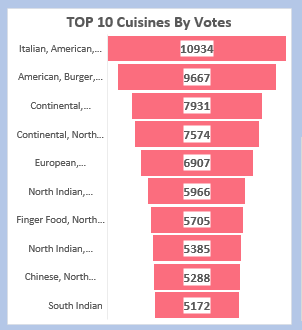 TOP 10 Cuisines By Votes
Italian, American,... 10934
American, Burger,... 9667
Continental,... 7931
Continental, North... 7574
European,... 6907
North Indian,... 5966
Finger Food, North... 5705
North Indian,... 5385
Chinese, North... 5288
South Indian 5172